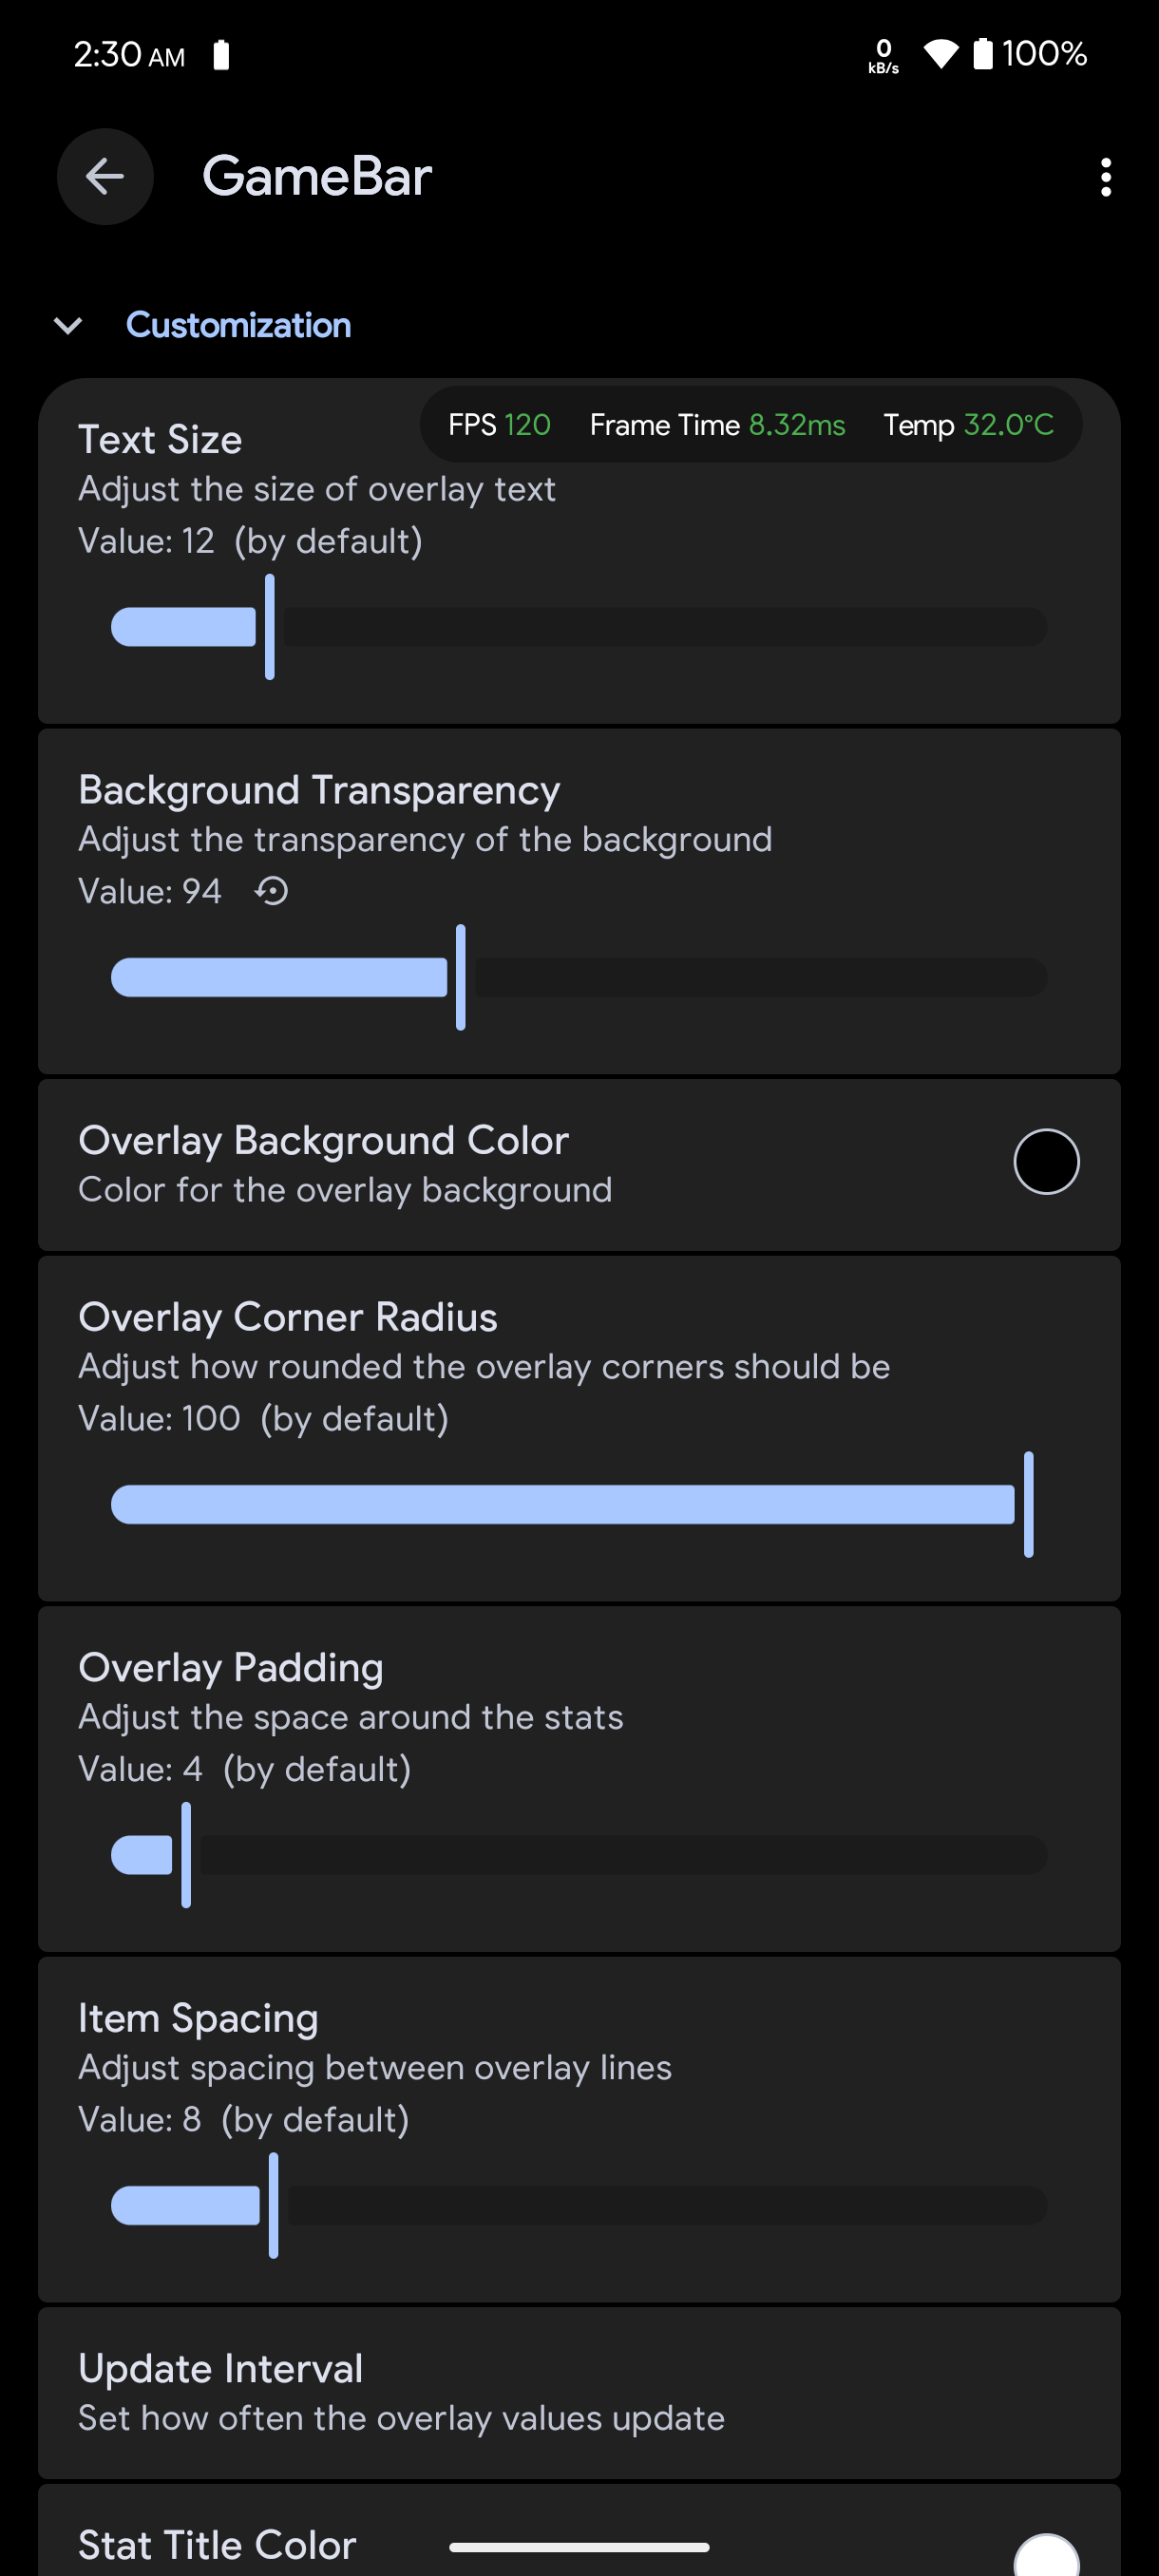 2:30 AM
0
kB/s
100%
GameBar
Customization
FPS 120 Frame Time 8.32ms Temp 32.0°C
Text Size
Adjust the size of overlay text
Value: 12 (by default)
Background Transparency
Adjust the transparency of the background
Value: 94
Overlay Background Color
Color for the overlay background
Overlay Corner Radius
Adjust how rounded the overlay corners should be
Value: 100 (by default)
Overlay Padding
Adjust the space around the stats
Value: 4 (by default)
Item Spacing
Adjust spacing between overlay lines
Value: 8 (by default)
Update Interval
Set how often the overlay values update
Stat Title Color